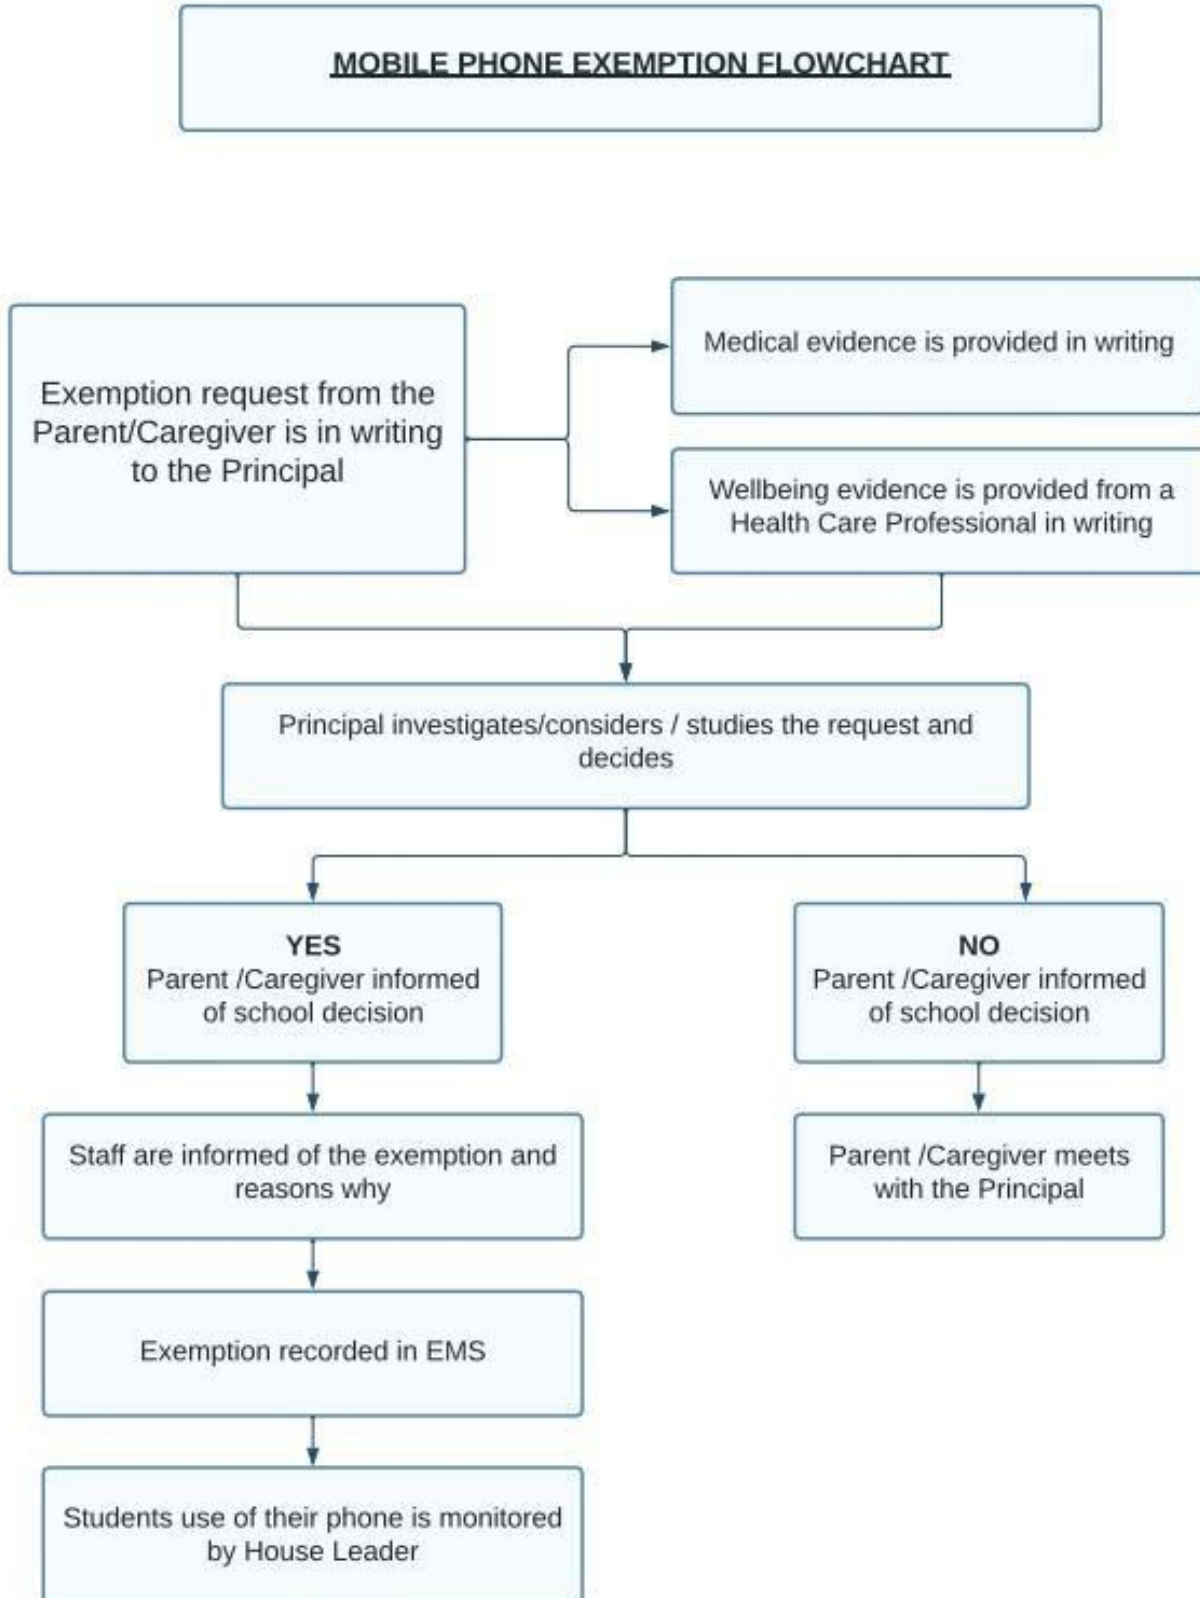 MOBILE PHONE EXEMPTION FLOWCHART
Exemption request from the
Parent/Caregiver is in writing
to the Principal
Medical evidence is provided in writing
Wellbeing evidence is provided from a
Health Care Professional in writing
Principal investigates/considers / studies the request and
decides
YES
Parent /Caregiver informed
of school decision
NO
Parent /Caregiver informed
of school decision
Staff are informed of the exemption and
reasons why
Parent /Caregiver meets
with the Principal
Exemption recorded in EMS
Students use of their phone is monitored
by House Leader